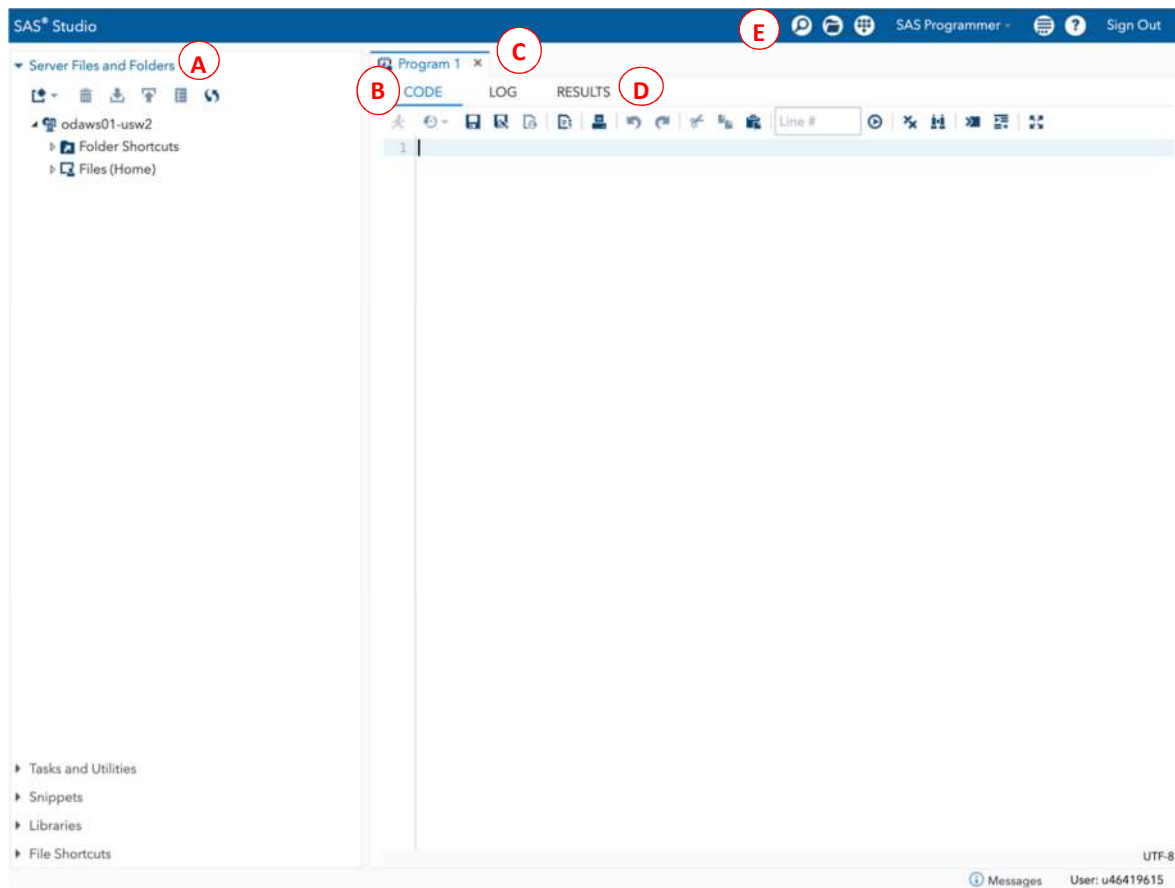 SAS® Studio E SAS Programmer ? Sign Out
Server Files and Folders A
odaws01-usw2
Folder Shortcuts
Files (Home)
Tasks and Utilities
Snippets
Libraries
File Shortcuts
Program 1 × C
B CODE LOG RESULTS D
Line #
1
UTF-8
Messages User: u46419615